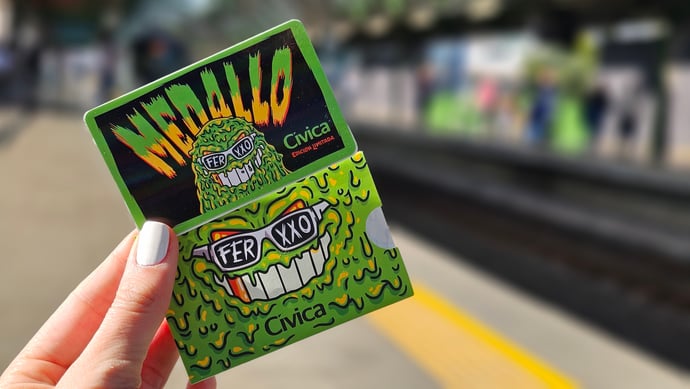 MEDALLO
FER XXO
Cívica
EDICIÓN LIMITADA
FER XXO
Cívica